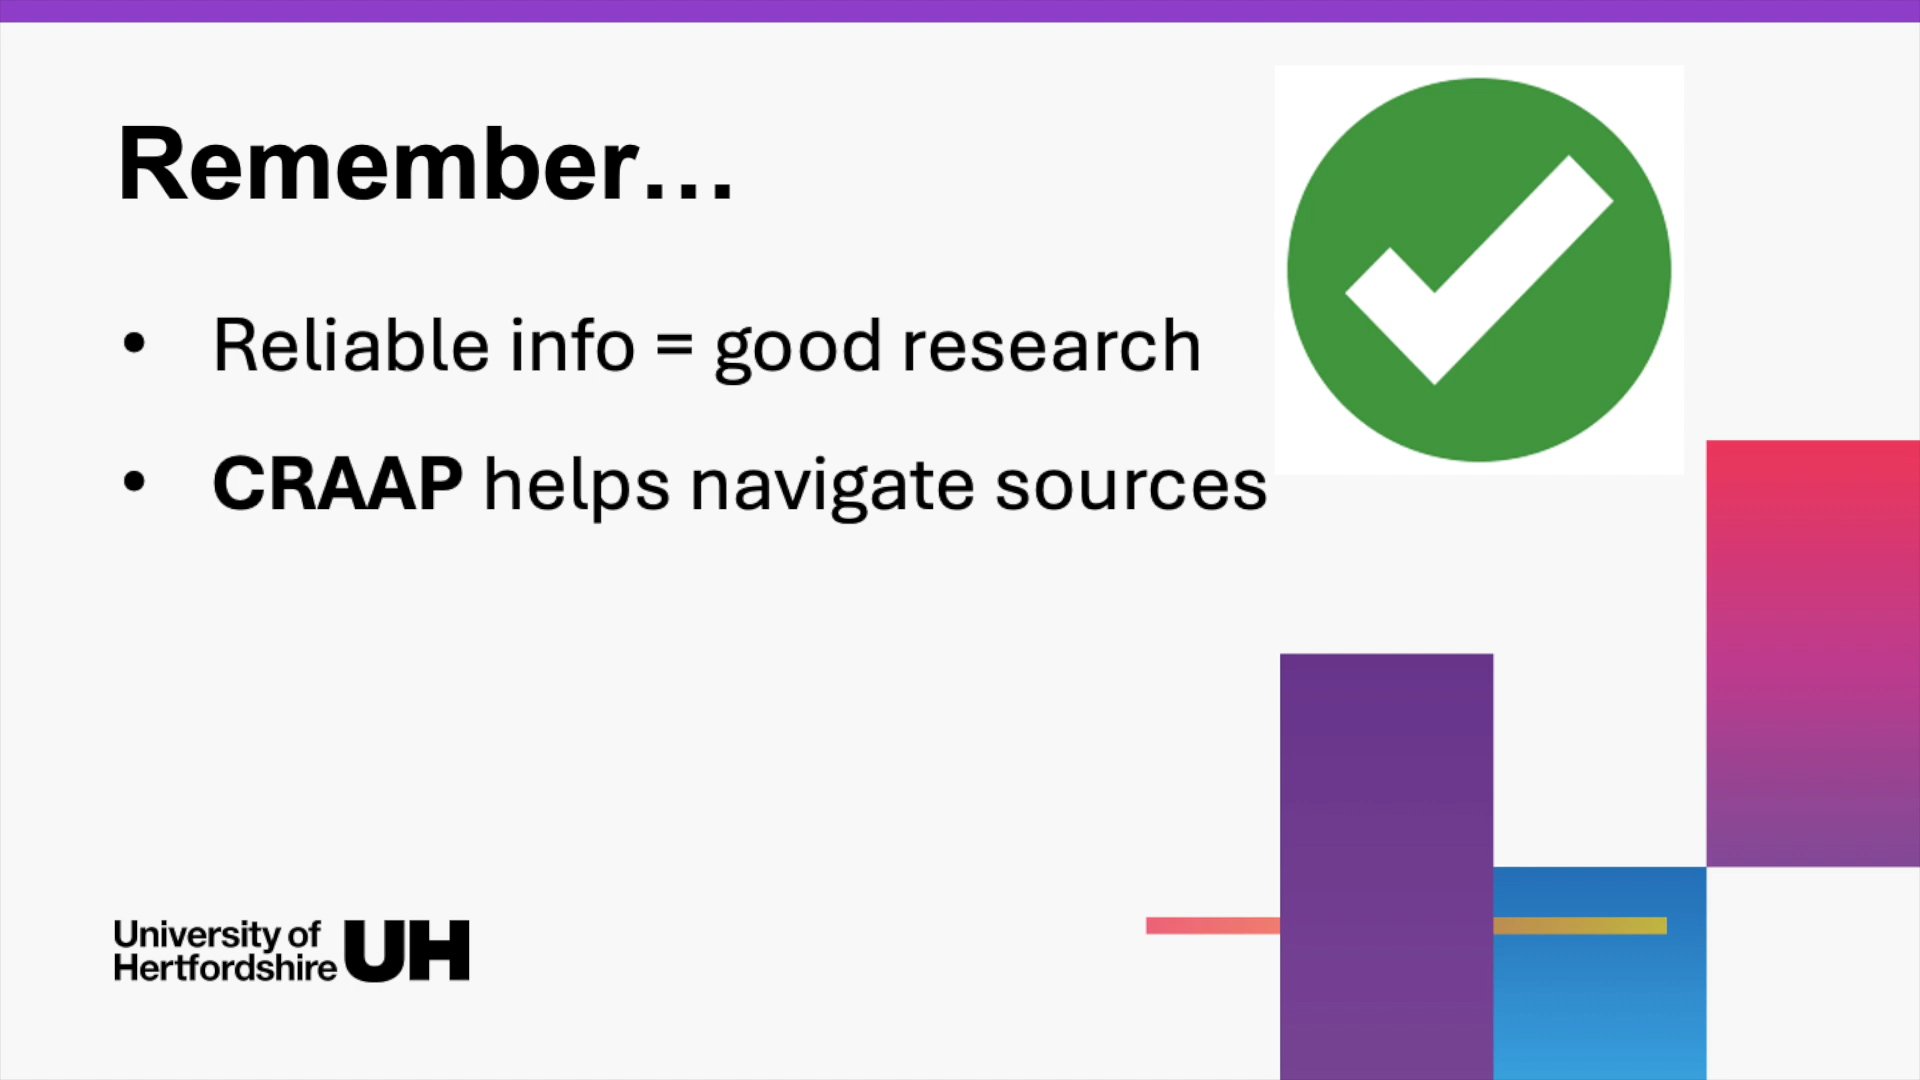 Remember...
• Reliable info = good research
• CRAAP helps navigate sources
University of
Hertfordshire UH